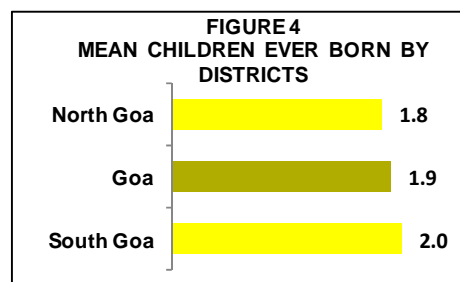 FIGURE 4
MEAN CHILDREN EVER BORN BY
DISTRICTS
North Goa 1.8
Goa 1.9
South Goa 2.0